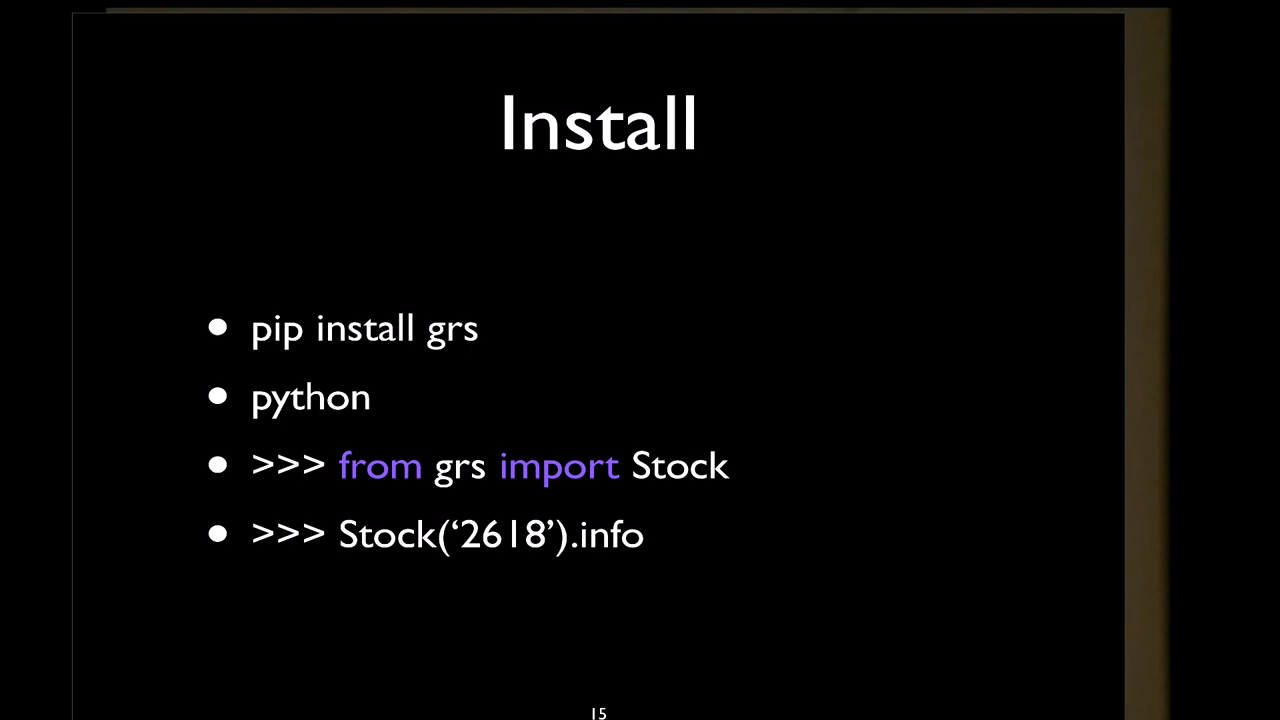 Install
• pip install grs
• python
• >>> from grs import Stock
• >>> Stock(‘2618’).info
15